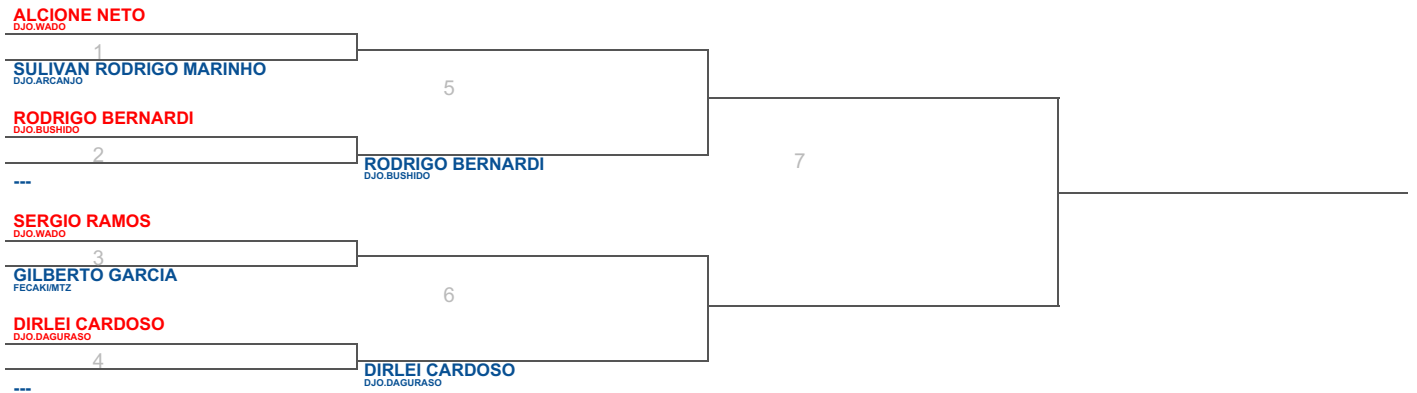 ALCIONE NETO
DJO.WADO
1
SULIVAN RODRIGO MARINHO
DJO.ARCANJO
5
RODRIGO BERNARDI
DJO.BUSHIDO
2
RODRIGO BERNARDI
DJO.BUSHIDO
7
---
SERGIO RAMOS
DJO.WADO
3
GILBERTO GARCIA
FECAKI/MTZ
6
DIRLEI CARDOSO
DJO.DAGURASO
4
DIRLEI CARDOSO
DJO.DAGURASO
---